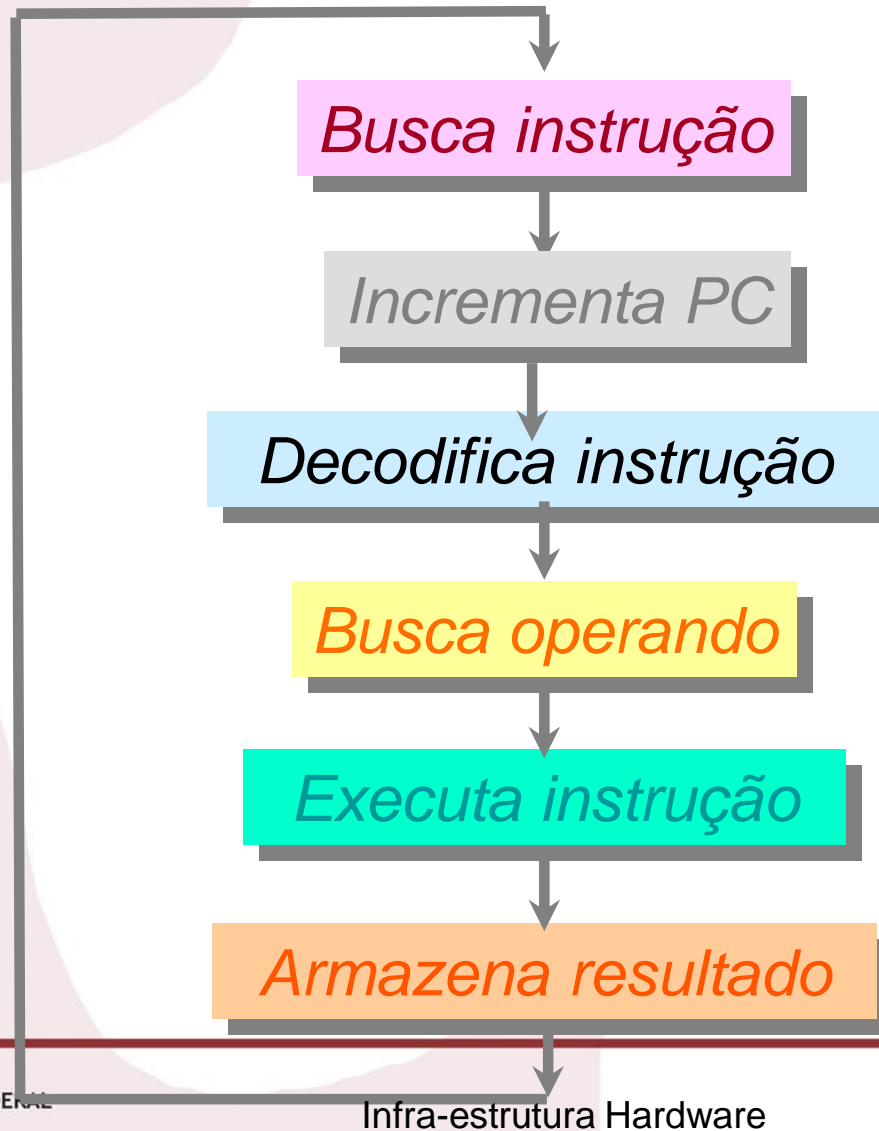 Busca instrução
Incrementa PC
Decodifica instrução
Busca operando
Executa instrução
Armazena resultado
Infra-estrutura Hardware